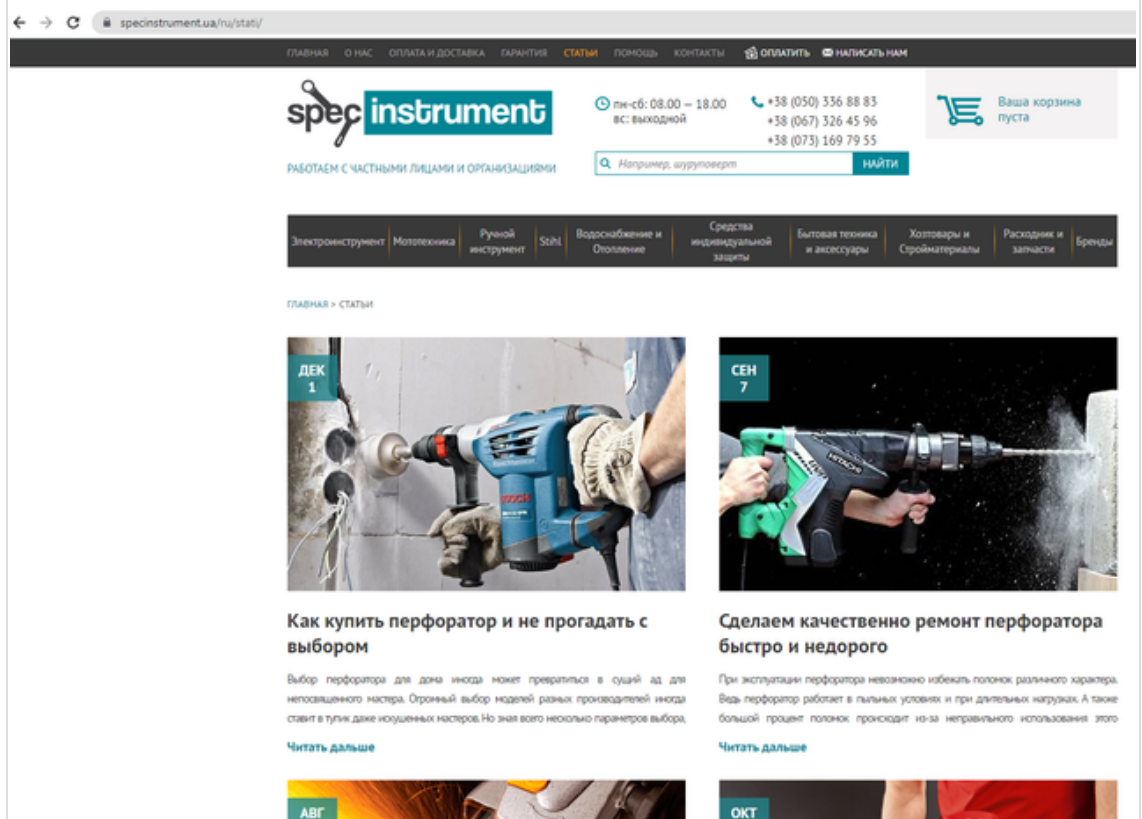 specinstrument.ua/ru/stati/
ГЛАВНАЯ О НАС ОПЛАТА И ДОСТАВКА ГАРАНТИЯ СТАТЬИ ПОМОЩЬ КОНТАКТЫ ОПЛАТИТЬ НАПИСАТЬ НАМ
spec instrument
РАБОТАЕМ С ЧАСТНЫМИ ЛИЦАМИ И ОРГАНИЗАЦИЯМИ
пн-сб: 08.00 — 18.00
вс: выходной
+38 (050) 336 88 83
+38 (067) 326 45 96
+38 (073) 169 79 55
Ваша корзина
пуста
Например, шуруповерт
НАЙТИ
Электроинструмент
Мототехника
Ручной
инструмент
Stihl
Водоснабжение и
Отопление
Средства
индивидуальной
защиты
Бытовая техника
и аксессуары
Хозтовары и
Стройматериалы
Расходник и
запчасти
Бренды
ГЛАВНАЯ > СТАТЬИ
ДЕК
1
BOSCH
Как купить перфоратор и не прогадать с
выбором
Выбор перфоратора для дома иногда может превратиться в сущий ад для
непосвященного мастера. Огромный выбор моделей разных производителей иногда
ставит в тупик даже искушенных мастеров. Но зная всего несколько параметров выбора,
Читать дальше
СЕН
7
HITACHI
Сделаем качественно ремонт перфоратора
быстро и недорого
При эксплуатации перфоратора невозможно избежать поломок различного характера.
Ведь перфоратор работает в пыльных условиях и при длительных нагрузках. А также
большой процент поломок происходит из-за неправильного использования этого
Читать дальше
АВГ
ОКТ